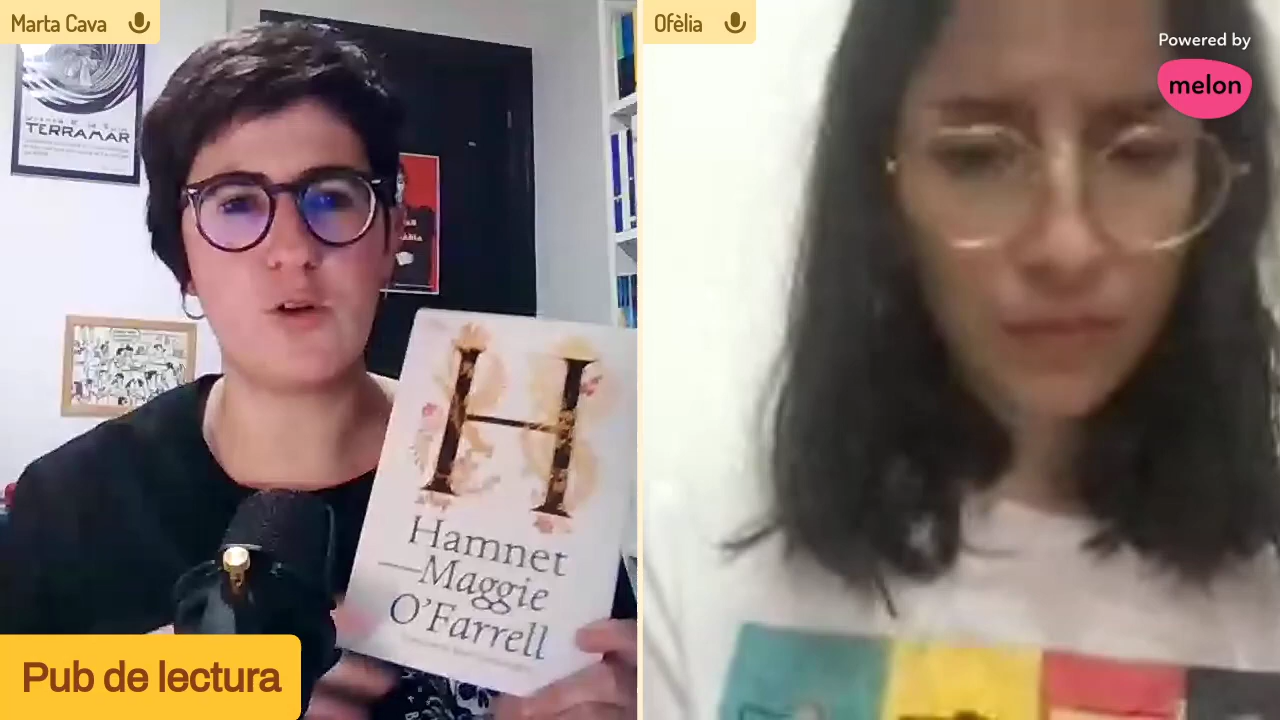 Marta Cava
Ofèlia
Powered by
melon
TERRAMAR
H
Hamnet
—Maggie
O'Farrell
Pub de lectura